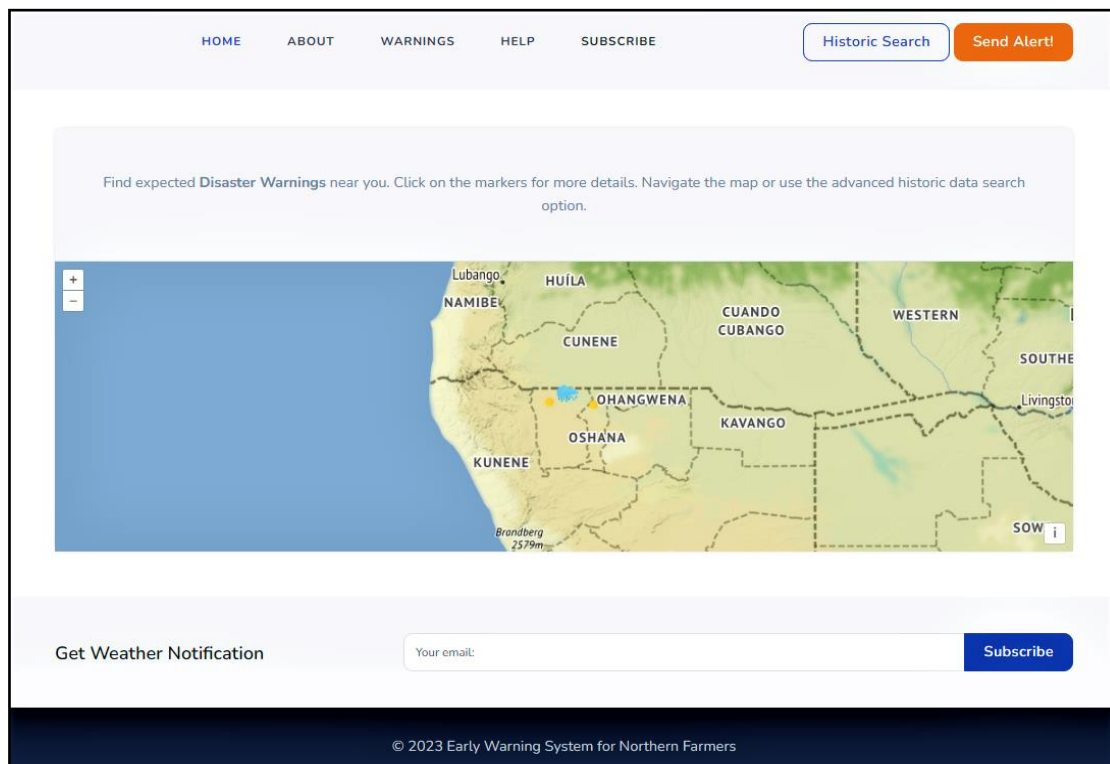 HOME ABOUT WARNINGS HELP SUBSCRIBE Historic Search Send Alert!
Find expected Disaster Warnings near you. Click on the markers for more details. Navigate the map or use the advanced historic data search
option.
+
−
Lubango
HUÍLA
NAMIBE
CUANDO
CUBANGO
WESTERN
CUNENE
SOUTHE
OHANGWENA
Livingsto
KAVANGO
OSHANA
KUNENE
Brandberg
2579m
SOW
i
Get Weather Notification Your email: Subscribe
© 2023 Early Warning System for Northern Farmers